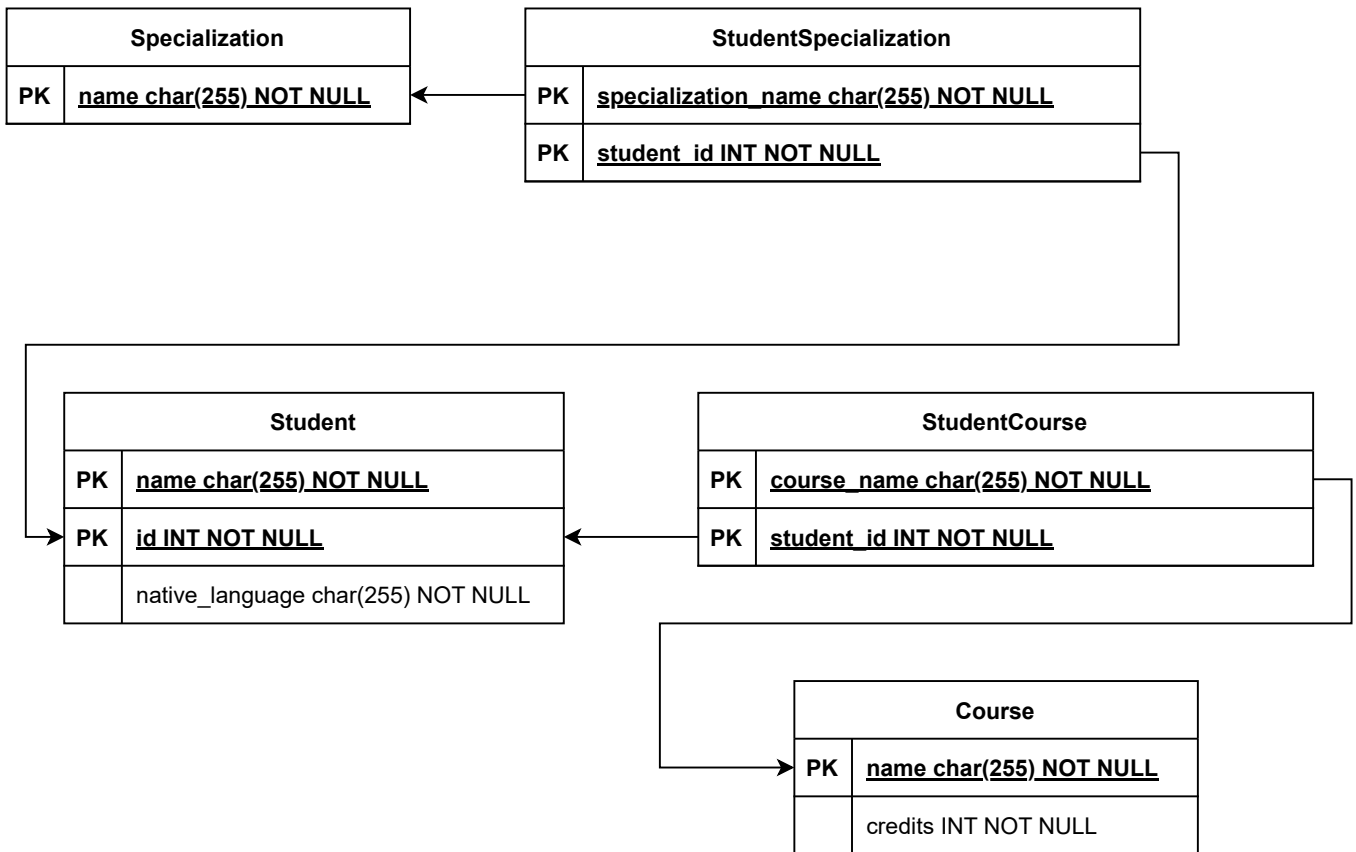 Specialization
PK name char(255) NOT NULL
StudentSpecialization
PK specialization_name char(255) NOT NULL
PK student_id INT NOT NULL
Student
PK name char(255) NOT NULL
PK id INT NOT NULL
native_language char(255) NOT NULL
StudentCourse
PK course_name char(255) NOT NULL
PK student_id INT NOT NULL
Course
PK name char(255) NOT NULL
credits INT NOT NULL